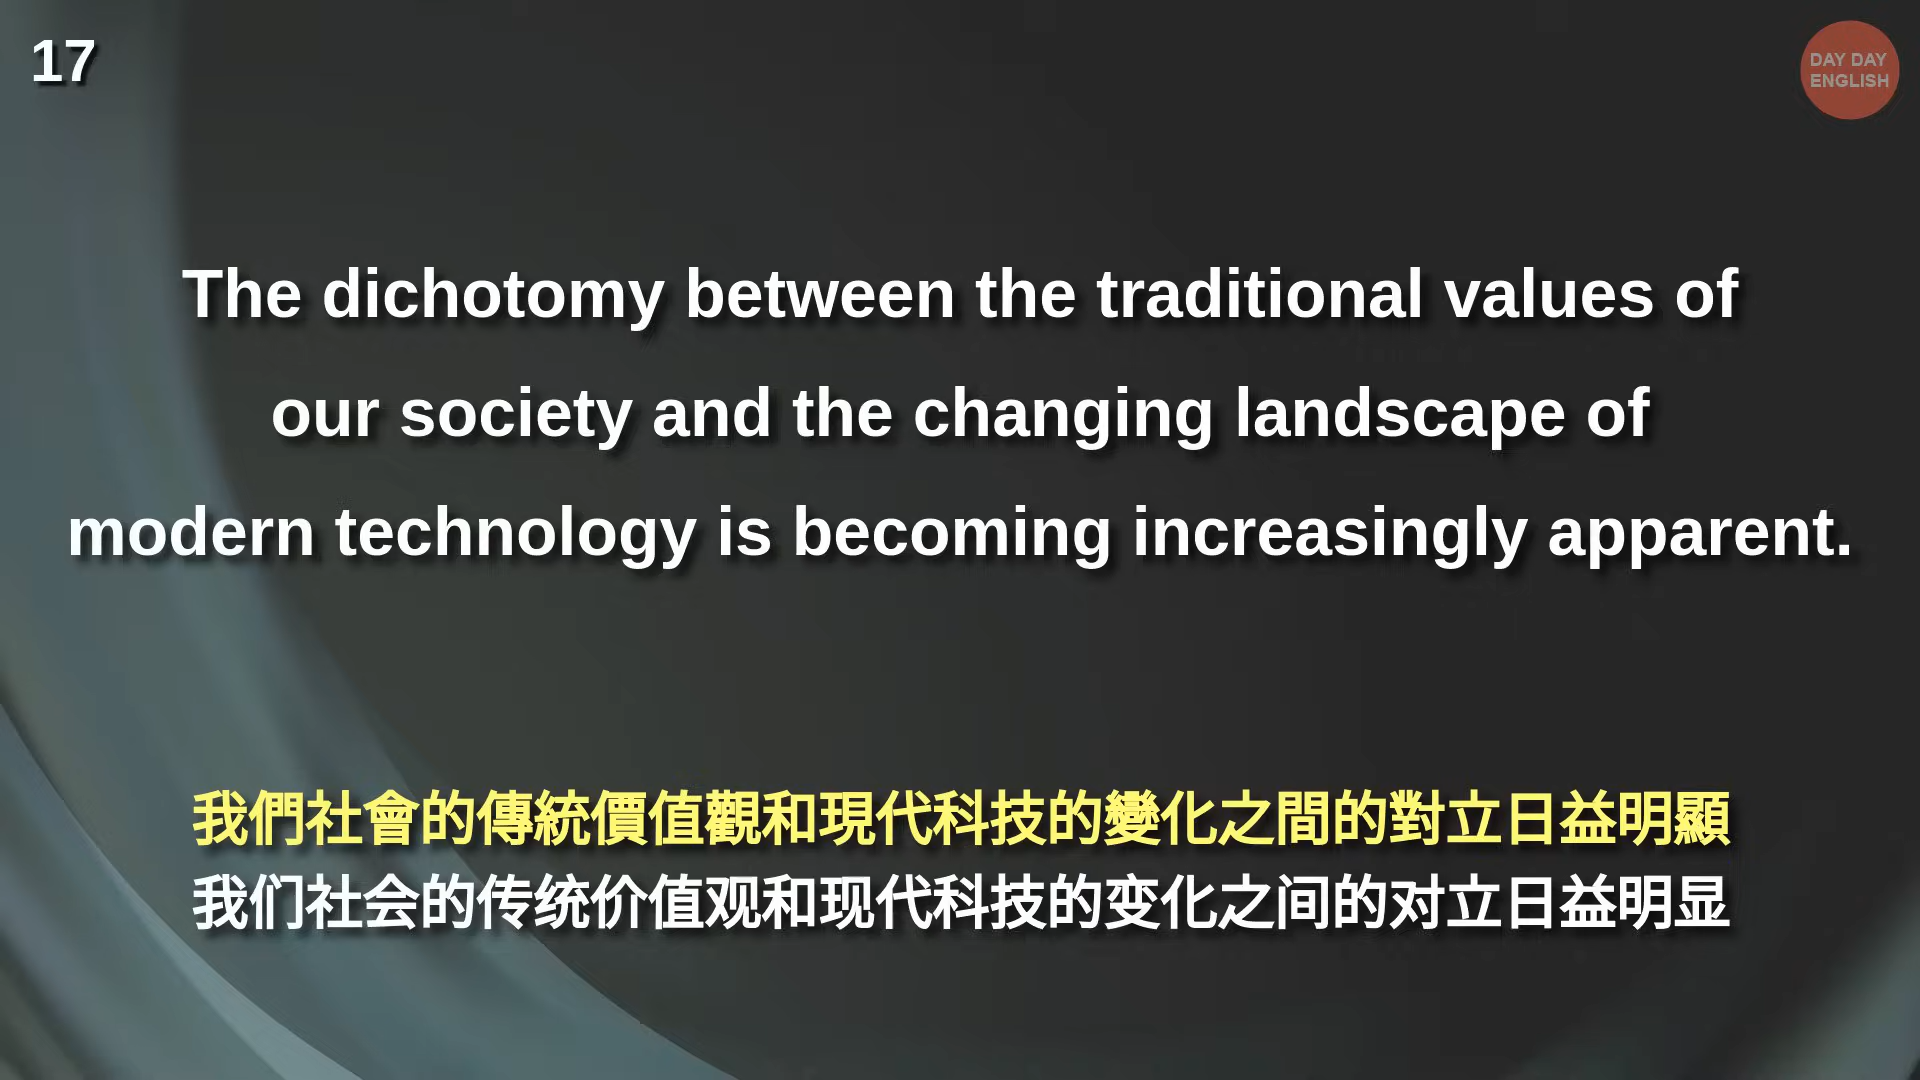 17
DAY DAY
ENGLISH
The dichotomy between the traditional values of
our society and the changing landscape of
modern technology is becoming increasingly apparent.
我們社會的傳統價值觀和現代科技的變化之間的對立日益明顯
我们社会的传统价值观和现代科技的变化之间的对立日益明显